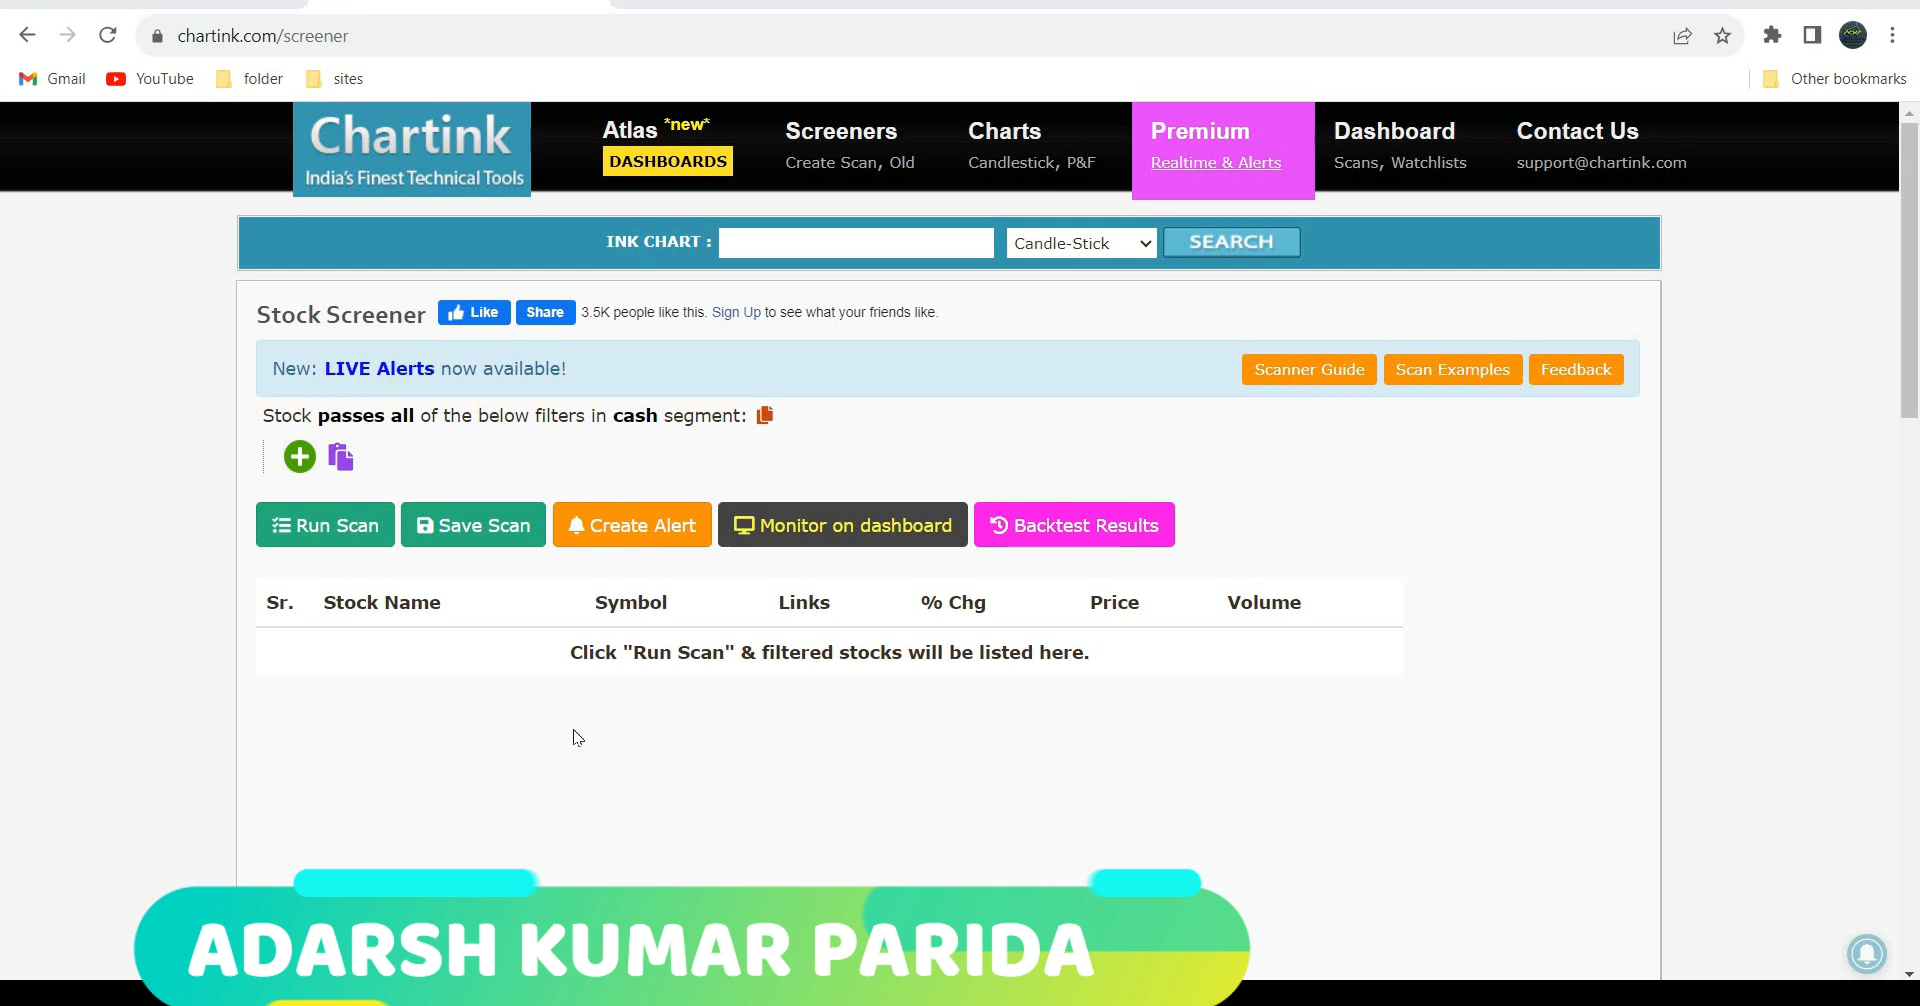 chartink.com/screener
Gmail YouTube folder sites Other bookmarks
Chartink
India's Finest Technical Tools
Atlas *new*
DASHBOARDS
Screeners
Create Scan, Old
Charts
Candlestick, P&F
Premium
Realtime & Alerts
Dashboard
Scans, Watchlists
Contact Us
support@chartink.com
INK CHART : Candle-Stick SEARCH
Stock Screener Like Share 3.5K people like this. Sign Up to see what your friends like.
New: LIVE Alerts now available! Scanner Guide Scan Examples Feedback
Stock passes all of the below filters in cash segment:
Run Scan Save Scan Create Alert Monitor on dashboard Backtest Results
Sr. Stock Name Symbol Links % Chg Price Volume
Click "Run Scan" & filtered stocks will be listed here.
ADARSH KUMAR PARIDA